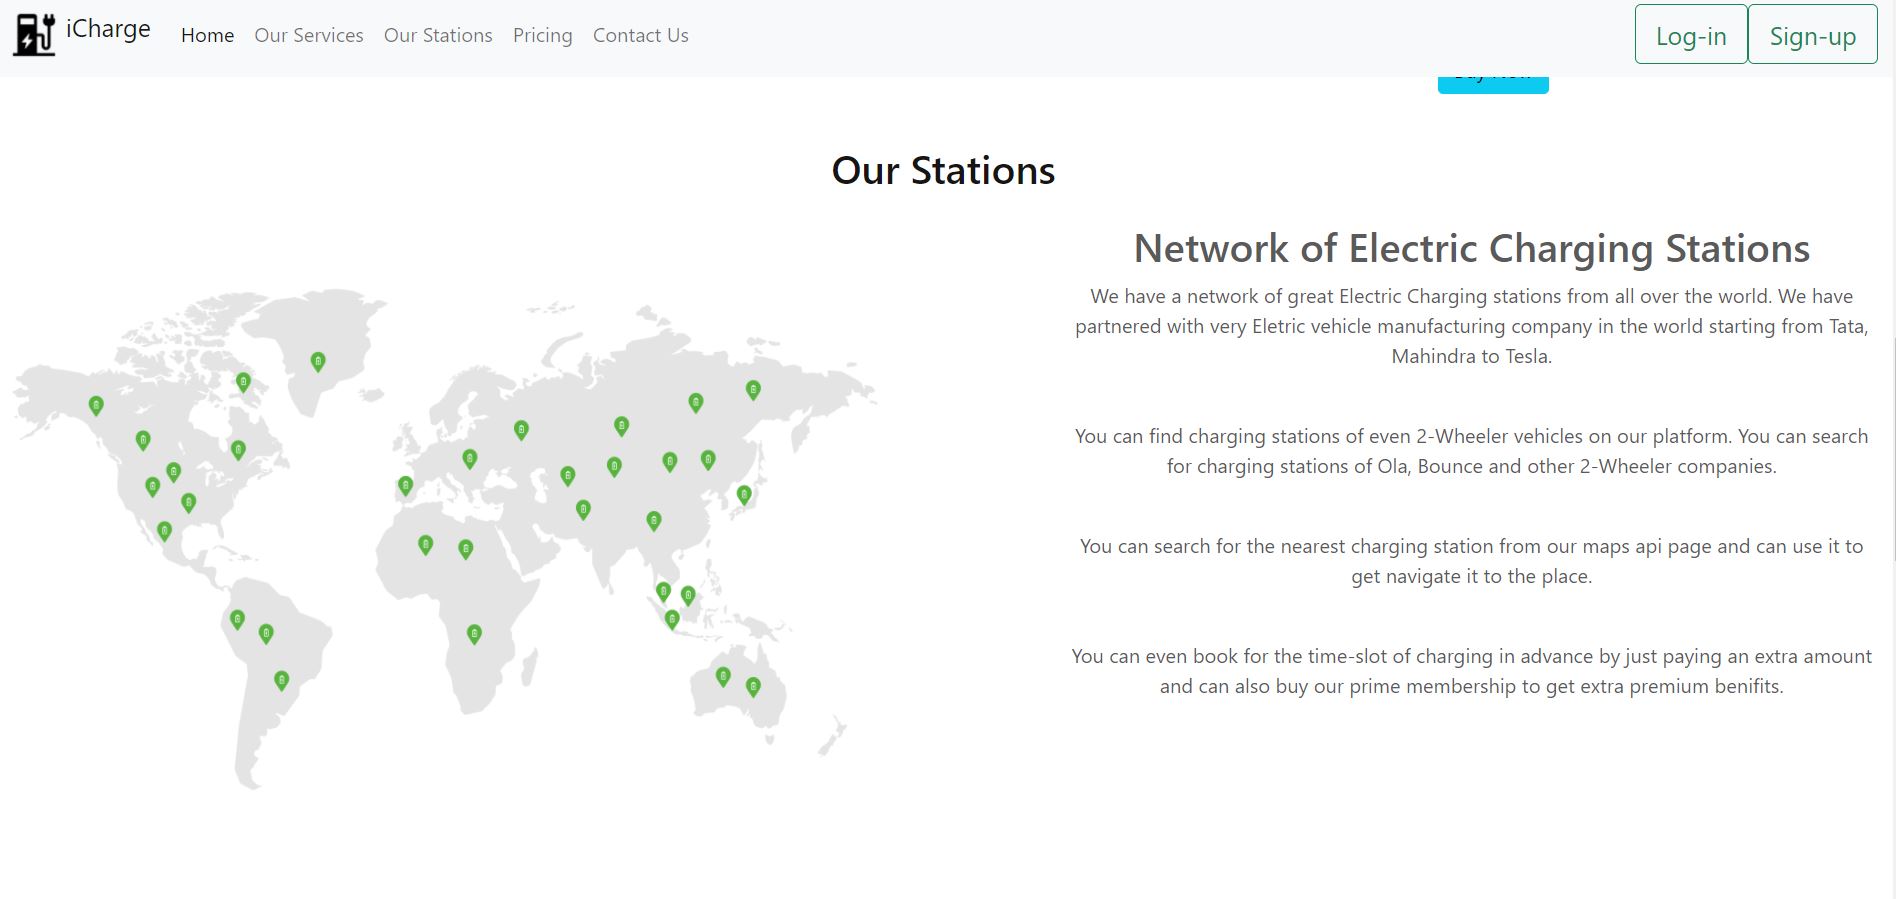 iCharge
Home
Our Services
Our Stations
Pricing
Contact Us
Log-in
Sign-up
Our Stations
Network of Electric Charging Stations
We have a network of great Electric Charging stations from all over the world. We have
partnered with very Eletric vehicle manufacturing company in the world starting from Tata,
Mahindra to Tesla.
You can find charging stations of even 2-Wheeler vehicles on our platform. You can search
for charging stations of Ola, Bounce and other 2-Wheeler companies.
You can search for the nearest charging station from our maps api page and can use it to
get navigate it to the place.
You can even book for the time-slot of charging in advance by just paying an extra amount
and can also buy our prime membership to get extra premium benifits.